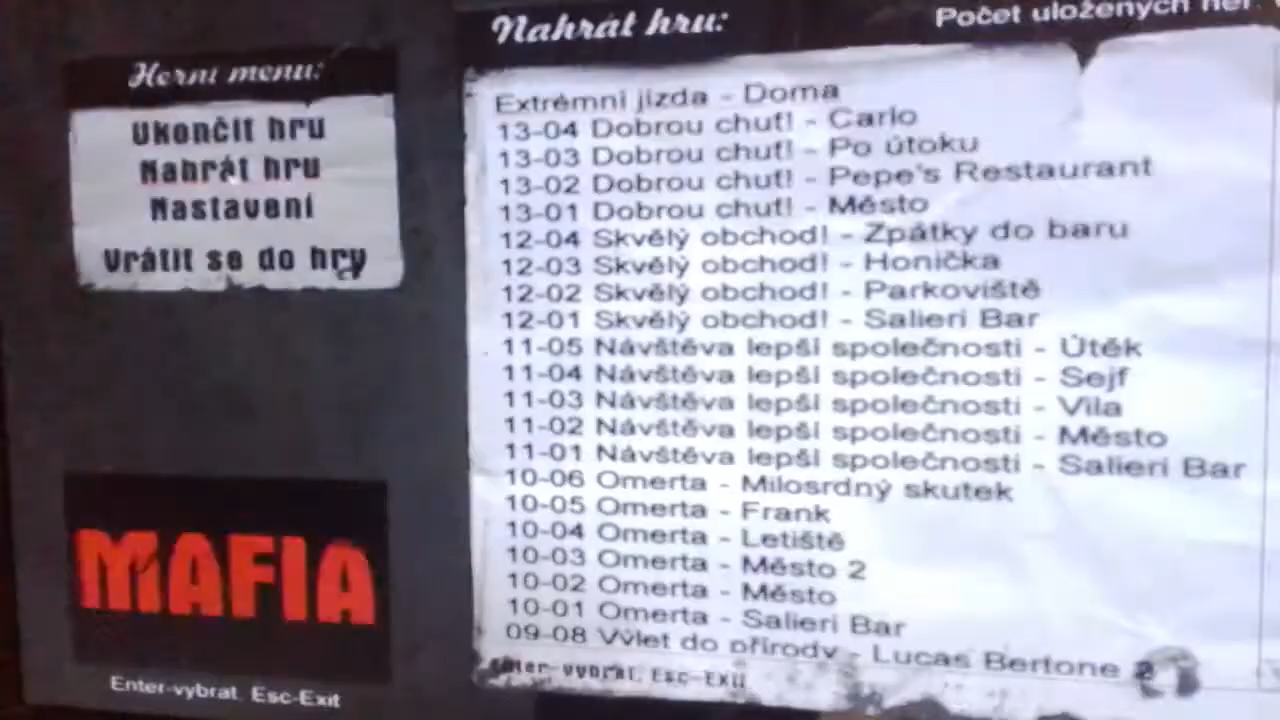 Herní menu:
Ukončit hru
Nahrát hru
Nastavení
Vrátit se do hry
MAFIA
Enter-vybrat, Esc-Exit
Nahrát hru:
Počet uložených her
Extrémní jízda - Doma
13-04 Dobrou chuť! - Carlo
13-03 Dobrou chuť! - Po útoku
13-02 Dobrou chuť! - Pepe's Restaurant
13-01 Dobrou chuť! - Město
12-04 Skvělý obchod! - Zpátky do baru
12-03 Skvělý obchod! - Honička
12-02 Skvělý obchod! - Parkoviště
12-01 Skvělý obchod! - Salieri Bar
11-05 Návštěva lepší společnosti - Útěk
11-04 Návštěva lepší společnosti - Sejf
11-03 Návštěva lepší společnosti - Vila
11-02 Návštěva lepší společnosti - Město
11-01 Návštěva lepší společnosti - Salieri Bar
10-06 Omerta - Milosrdný skutek
10-05 Omerta - Frank
10-04 Omerta - Letiště
10-03 Omerta - Město 2
10-02 Omerta - Město
10-01 Omerta - Salieri Bar
09-08 Výlet do přírody - Lucas Bertone 2
Enter-vybrat, Esc-Exit